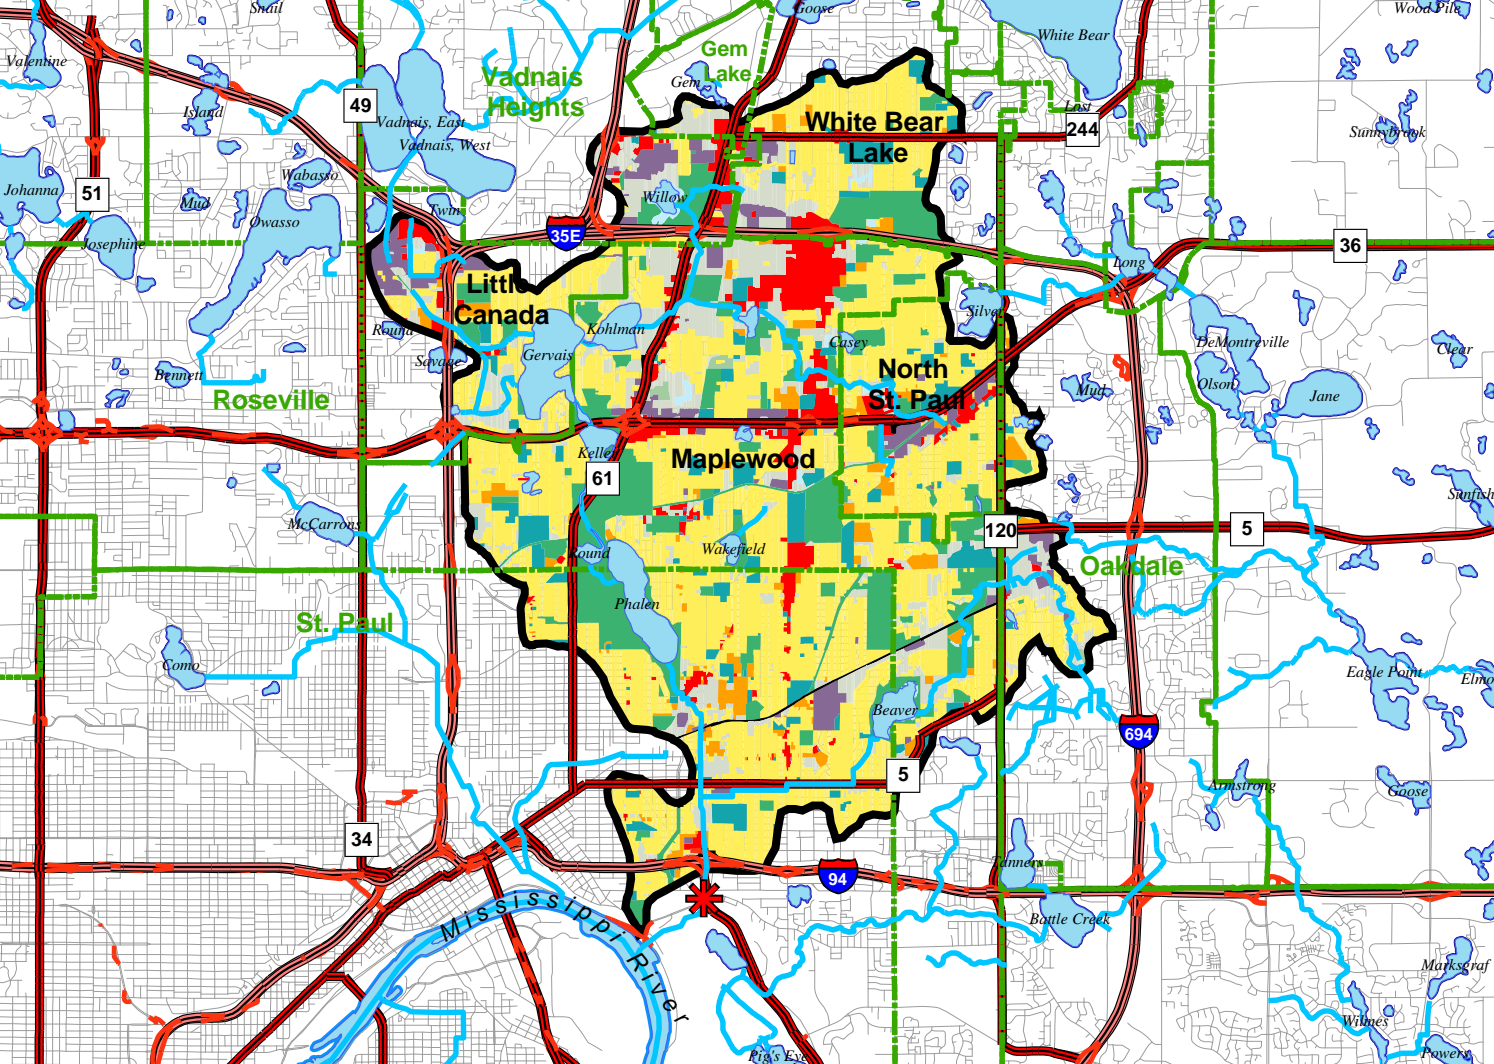 Snail
Goose
Wood Pile
White Bear
Valentine
Gem
Lake
Gem
Vadnais
Heights
49
Island
Vadnais, East
Vadnais, West
Last
244
White Bear
Lake
Sunnybrook
Johanna
51
Mud
Wabasso
Owasso
Twin
Willow
35E
36
Josephine
Long
Little
Canada
Round
Kohlman
Silver
Casey
DeMontreville
Clear
Savage
Gervais
Bennett
North
St. Paul
Mud
Olson
Jane
Roseville
Keller
61
Maplewood
Sunfish
McCarrons
120
5
Round
Wakefield
Oakdale
Phalen
St. Paul
Como
Eagle Point
Elmo
Beaver
694
5
Armstrong
Goose
34
94
Tanners
Mississippi River
Battle Creek
Marksgraf
Wilmes
Powers
Pig's Eye